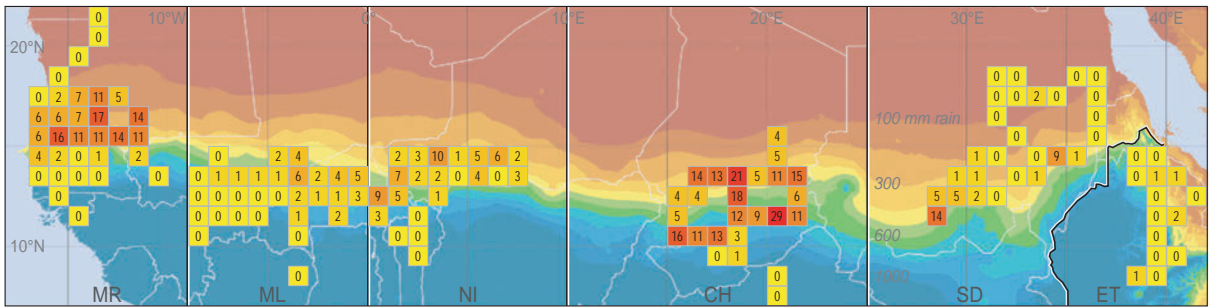 0 10°W 0° 10°E 20°E 30°E 40°E
0
20°N
0
0 0 0 0 0
0 2 7 11 5 0 0 2 0 0
6 6 7 17 14 100 mm rain 0 0
6 16 11 11 14 11 4 0 0
4 2 0 1 2 0 2 4 2 3 10 1 5 6 2 5 1 0 0 9 1 0 0
0 0 0 0 0 0 1 1 1 1 6 2 4 5 7 2 2 0 4 0 3 14 13 21 5 11 15 300 1 1 0 1 0 1 1
0 0 0 0 0 0 2 1 1 3 9 5 1 4 4 18 6 5 5 2 0 0 0
0 0 0 0 0 1 2 3 0 5 12 9 29 11 14 0 2
10°N 0 0 0 0 16 11 13 3 600 0 0
0 0 1 0 0
0 0 1000 1 0
MR ML NI CH 0 SD ET